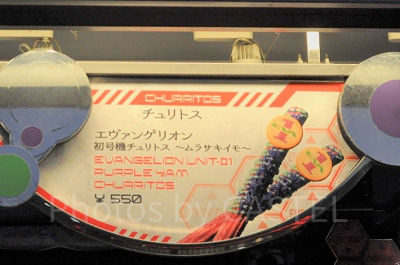 CHURRITOS
チュリトス
エヴァンゲリオン
初号機チュリトス ～ムラサキイモ～
EVANGELION UNIT-01
PURPLE YAM
CHURRITOS
¥ 550
Photos by CASTEL